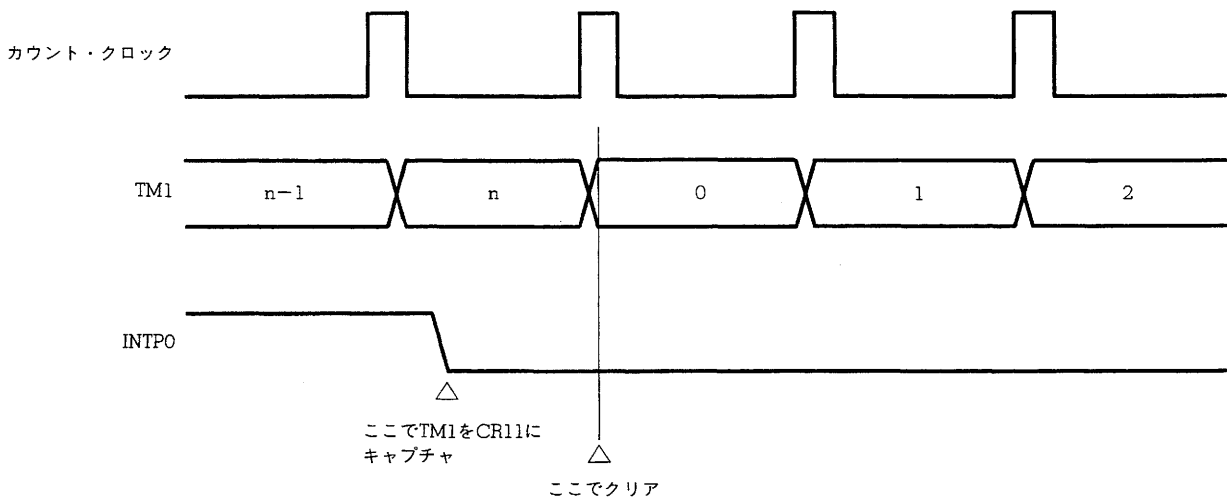 カウント・クロック
TM1
n-1
n
0
1
2
INTP0
ここでTM1をCR11に
キャプチャ
ここでクリア